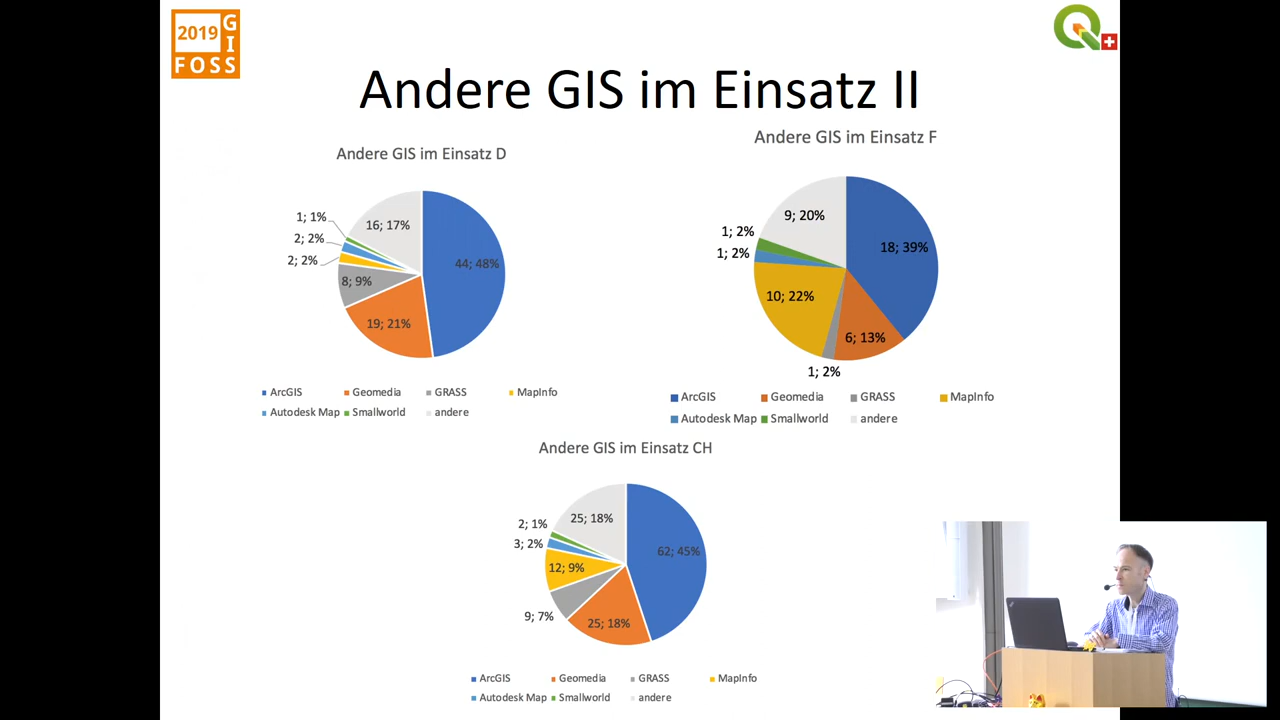 2019
G
I
FOSS
Andere GIS im Einsatz II
Andere GIS im Einsatz D
16; 17%
1; 1%
2; 2%
2; 2%
44; 48%
8; 9%
19; 21%
ArcGIS Geomedia GRASS MapInfo
Autodesk Map Smallworld andere
Andere GIS im Einsatz F
9; 20%
1; 2%
1; 2%
18; 39%
10; 22%
6; 13%
1; 2%
ArcGIS Geomedia GRASS MapInfo
Autodesk Map Smallworld andere
Andere GIS im Einsatz CH
25; 18%
2; 1%
3; 2%
62; 45%
12; 9%
9; 7%
25; 18%
ArcGIS Geomedia GRASS MapInfo
Autodesk Map Smallworld andere